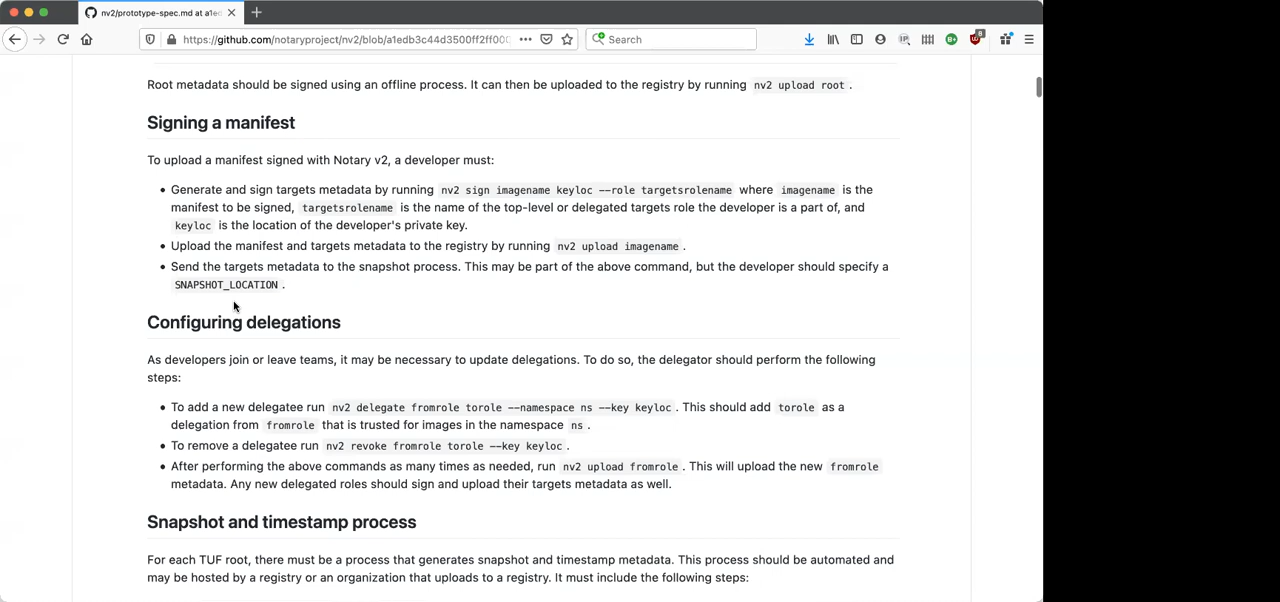 nv2/prototype-spec.md at a1ed
https://github.com/notaryproject/nv2/blob/a1edb3c44d3500ff2ff00
Search
8
Root metadata should be signed using an offline process. It can then be uploaded to the registry by running nv2 upload root .
Signing a manifest
To upload a manifest signed with Notary v2, a developer must:
• Generate and sign targets metadata by running nv2 sign imagename keyloc --role targetsrolename where imagename is the
manifest to be signed, targetsrolename is the name of the top-level or delegated targets role the developer is a part of, and
keyloc is the location of the developer's private key.
• Upload the manifest and targets metadata to the registry by running nv2 upload imagename .
• Send the targets metadata to the snapshot process. This may be part of the above command, but the developer should specify a
SNAPSHOT_LOCATION .
Configuring delegations
As developers join or leave teams, it may be necessary to update delegations. To do so, the delegator should perform the following
steps:
• To add a new delegatee run nv2 delegate fromrole torole --namespace ns --key keyloc . This should add torole as a
delegation from fromrole that is trusted for images in the namespace ns .
• To remove a delegatee run nv2 revoke fromrole torole --key keyloc .
• After performing the above commands as many times as needed, run nv2 upload fromrole . This will upload the new fromrole
metadata. Any new delegated roles should sign and upload their targets metadata as well.
Snapshot and timestamp process
For each TUF root, there must be a process that generates snapshot and timestamp metadata. This process should be automated and
may be hosted by a registry or an organization that uploads to a registry. It must include the following steps: